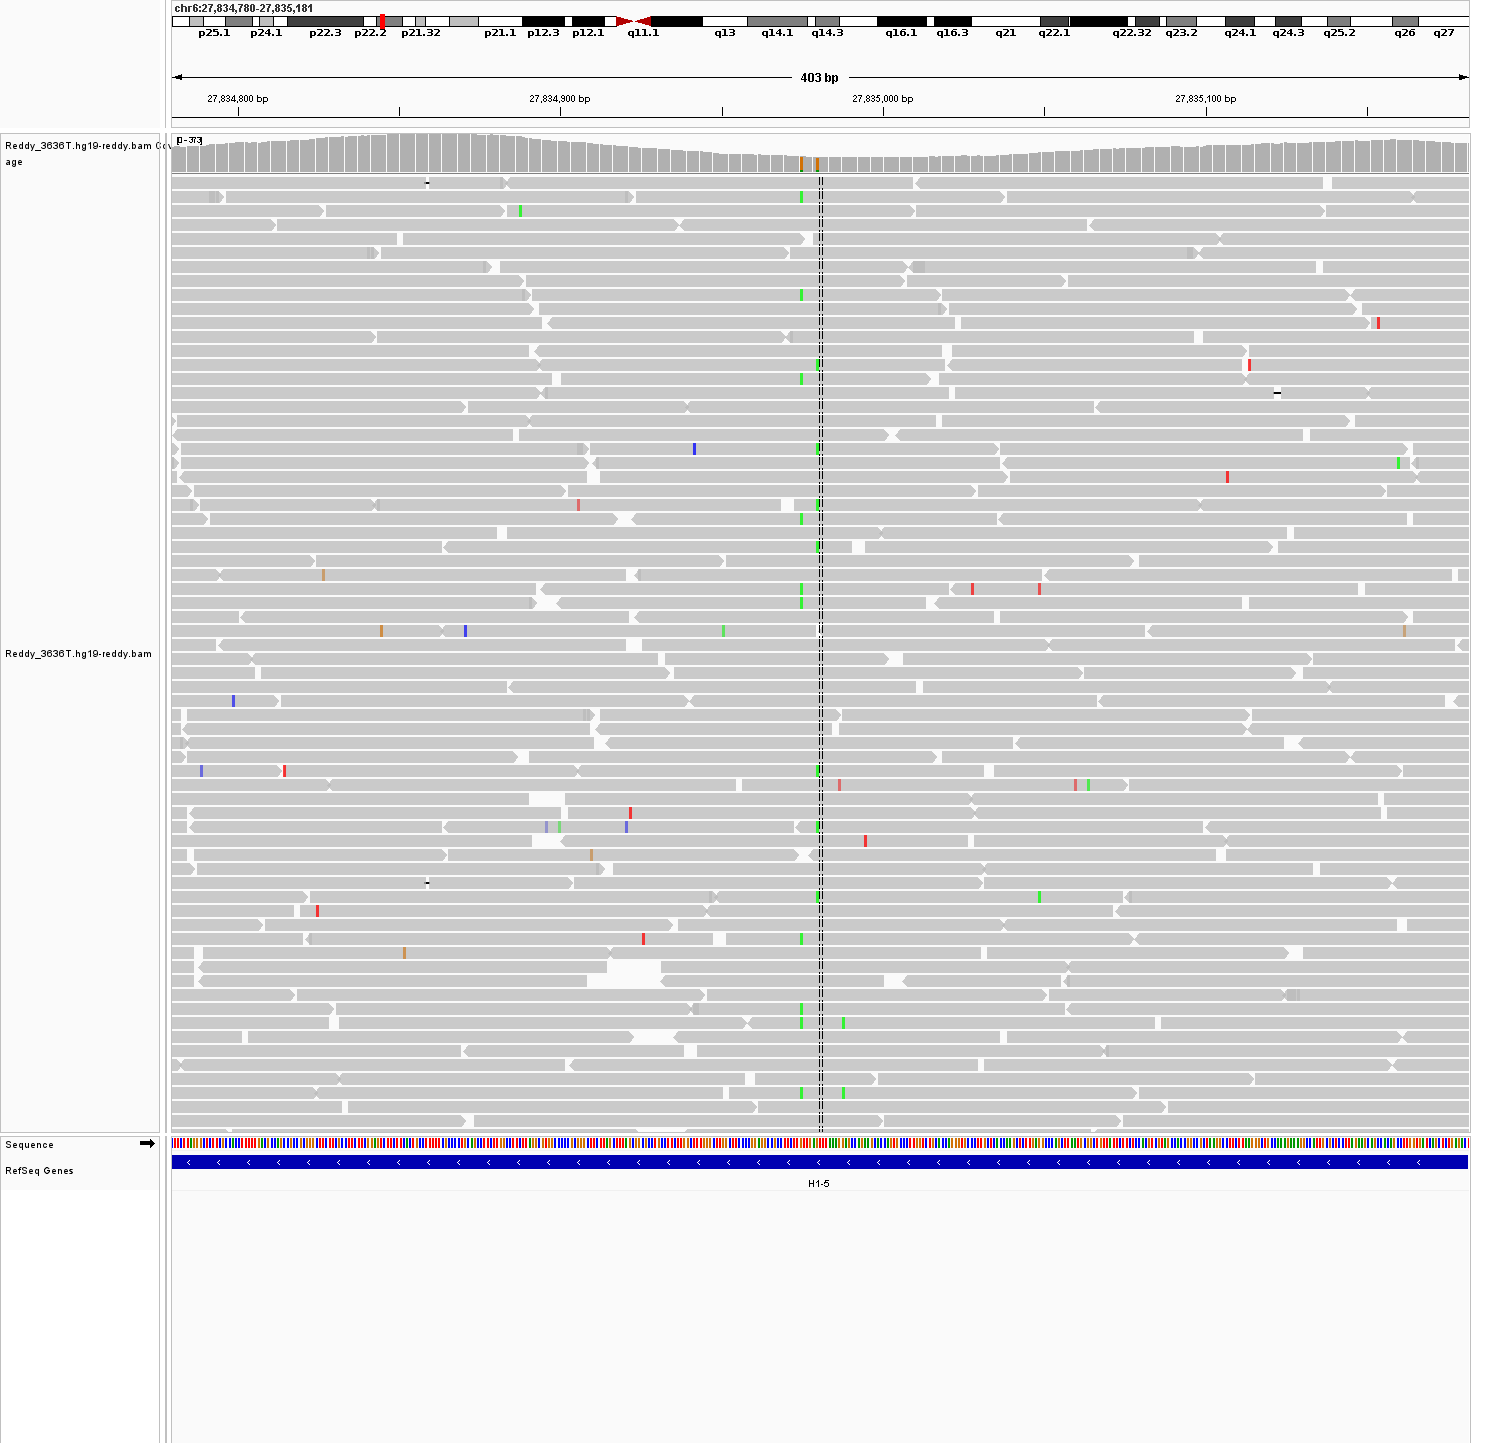 chr6:27,834,780-27,835,181
p25.1 p24.1 p22.3 p22.2 p21.32 p21.1 p12.3 p12.1 q11.1 q13 q14.1 q14.3 q16.1 q16.3 q21 q22.1 q22.32 q23.2 q24.1 q24.3 q25.2 q26 q27
403 bp
27,834,800 bp 27,834,900 bp 27,835,000 bp 27,835,100 bp
[0-373]
Reddy_3636T.hg19-reddy.bam Cov
age
Reddy_3636T.hg19-reddy.bam
Sequence
RefSeq Genes
H1-5